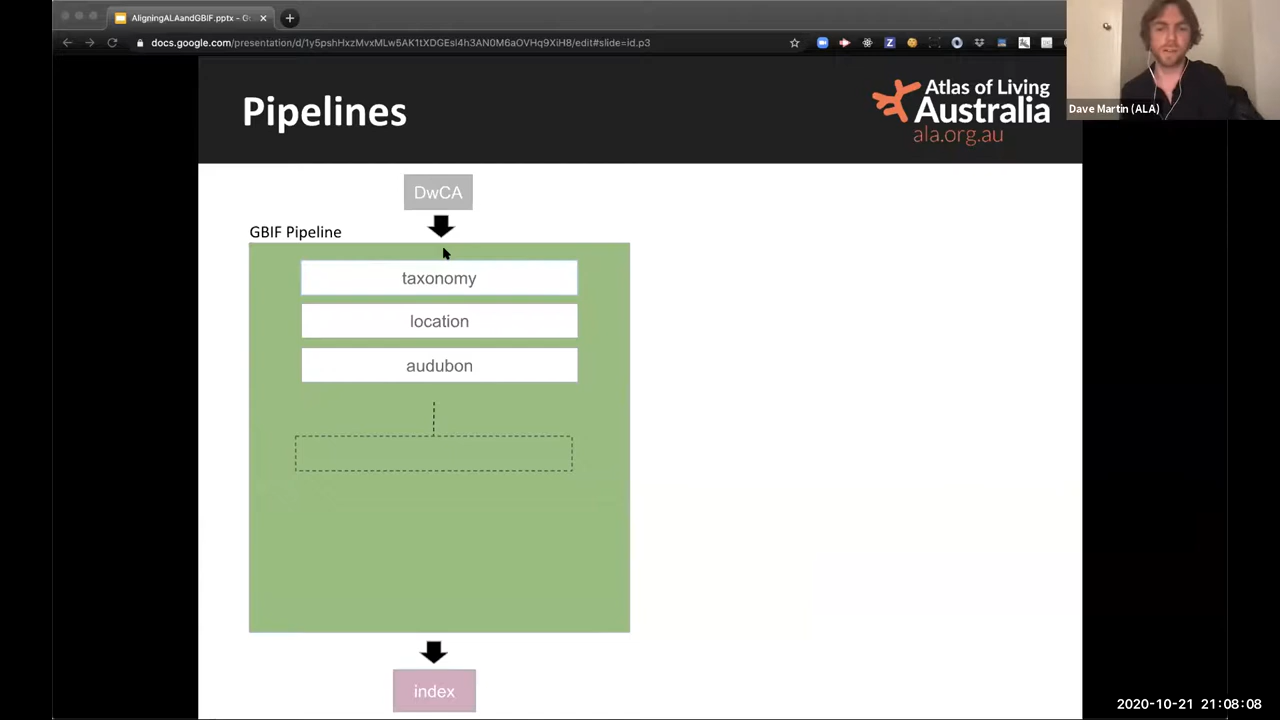 AligningALAandGBIF.pptx - G
docs.google.com/presentation/d/1y5pshHxzMvxMLw5AK1tXDGEsl4h3AN0M6aOVHq9XiH8/edit#slide=id.p3
Pipelines
Atlas of Living
Australia
ala.org.au
Dave Martin (ALA)
DwCA
GBIF Pipeline
taxonomy
location
audubon
index
2020-10-21 21:08:08